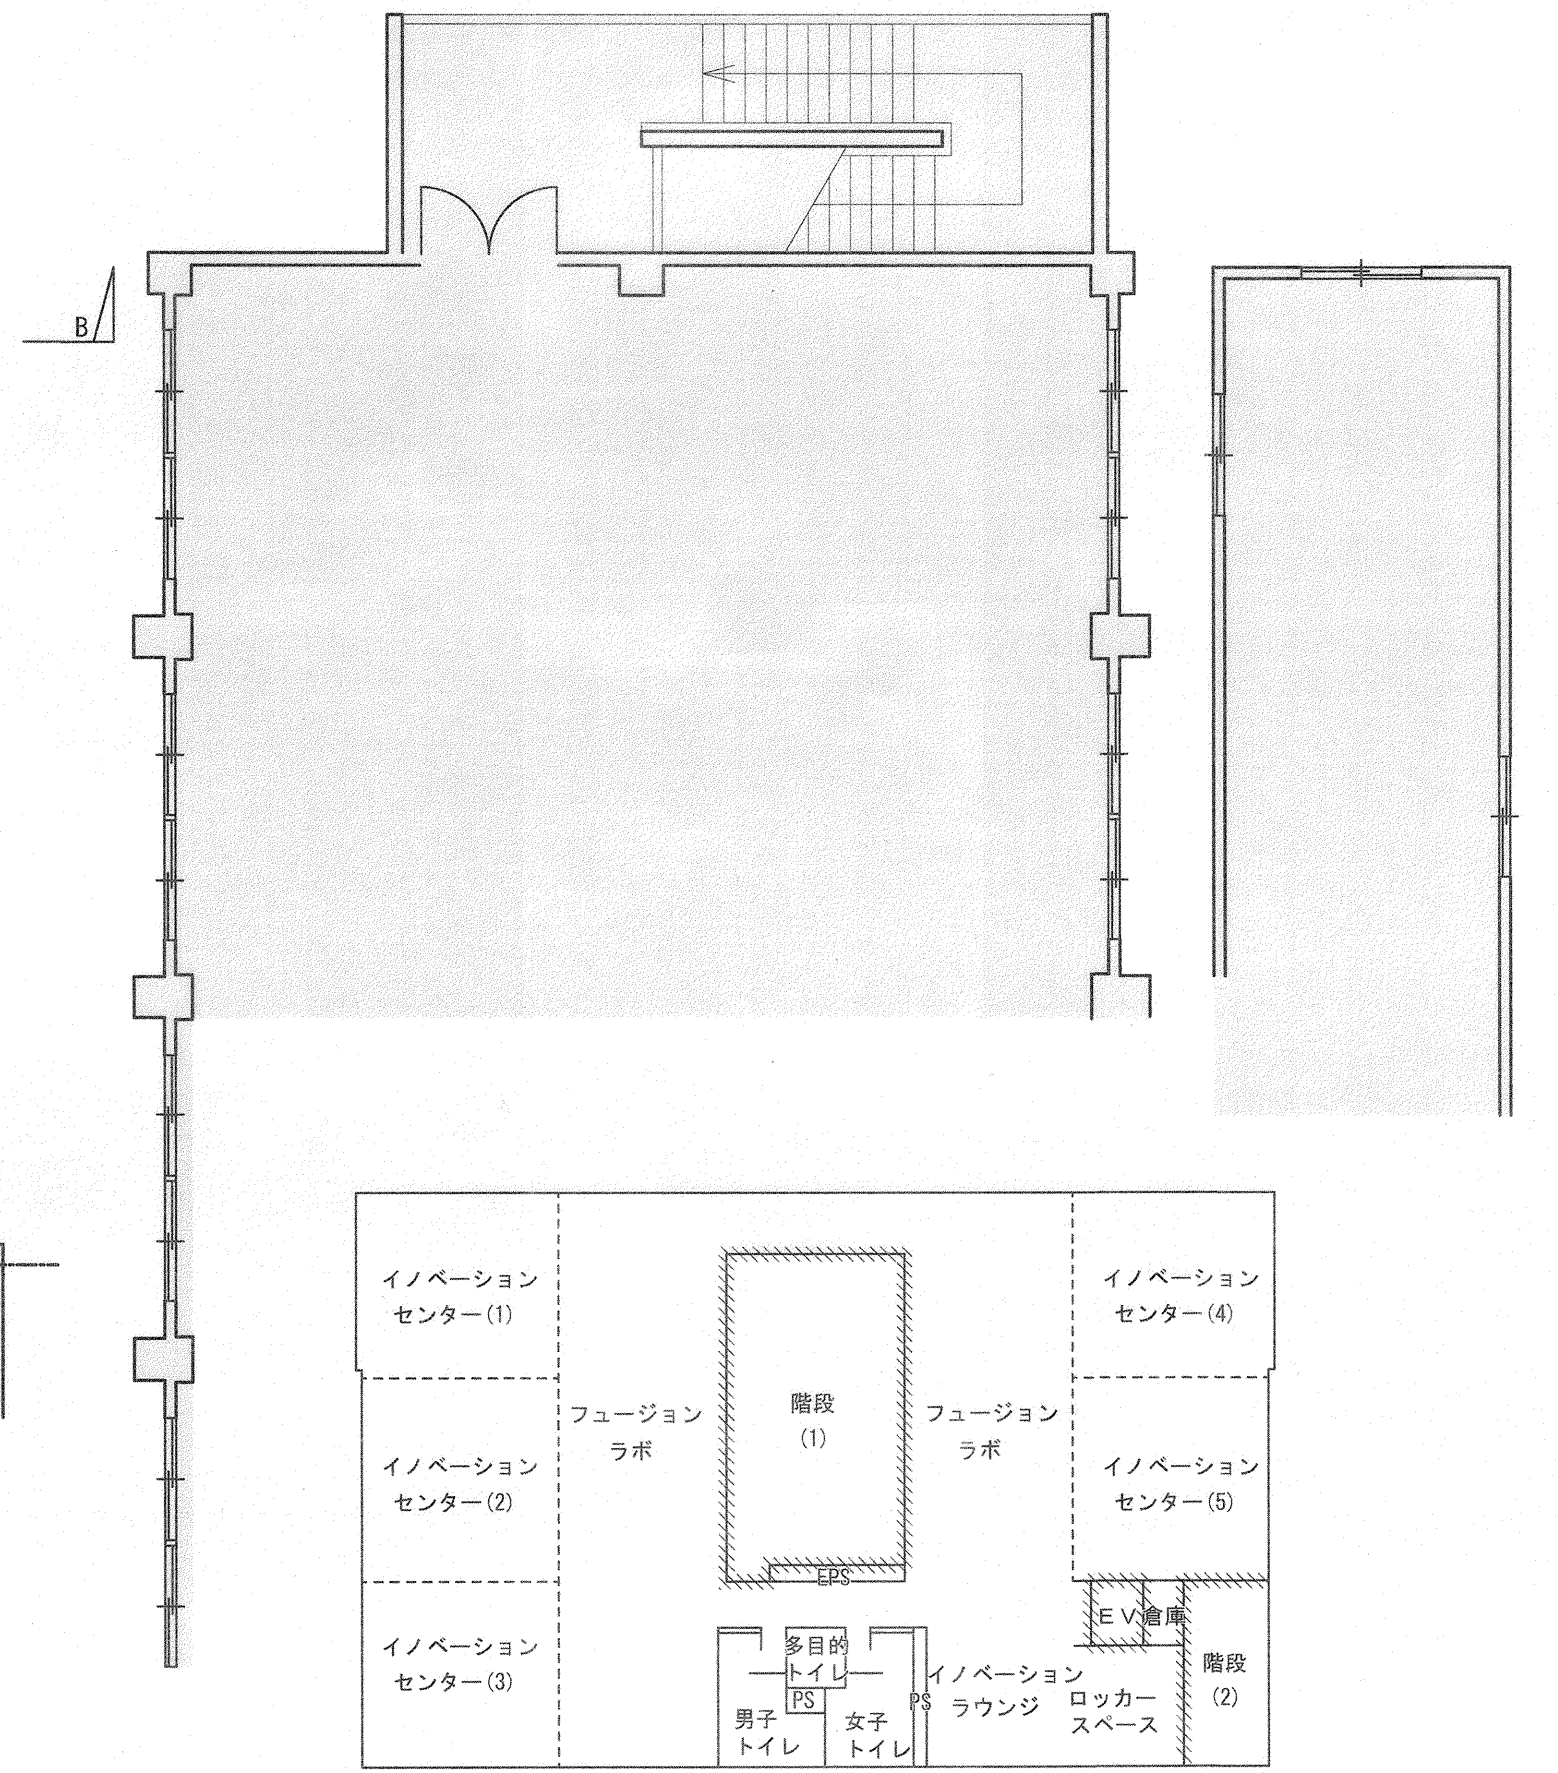 B
イノベーション
センター(1)
イノベーション
センター(4)
フュージョン
ラボ
階段
(1)
フュージョン
ラボ
イノベーション
センター(2)
イノベーション
センター(5)
EPS
ＥＶ
倉庫
イノベーション
センター(3)
多目的
トイレ
PS
男子
トイレ
女子
トイレ
PS
イノベーション
ラウンジ
ロッカー
スペース
階段
(2)